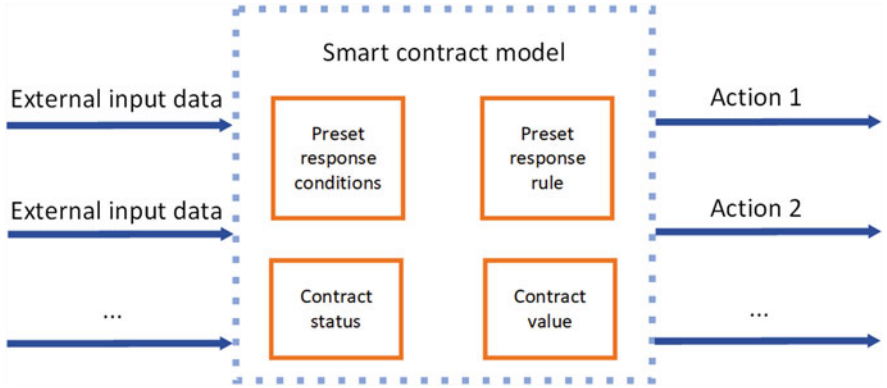 Smart contract model
External input data
Action 1
Preset
response
conditions
Preset
response
rule
External input data
Action 2
Contract
status
Contract
value
...
...